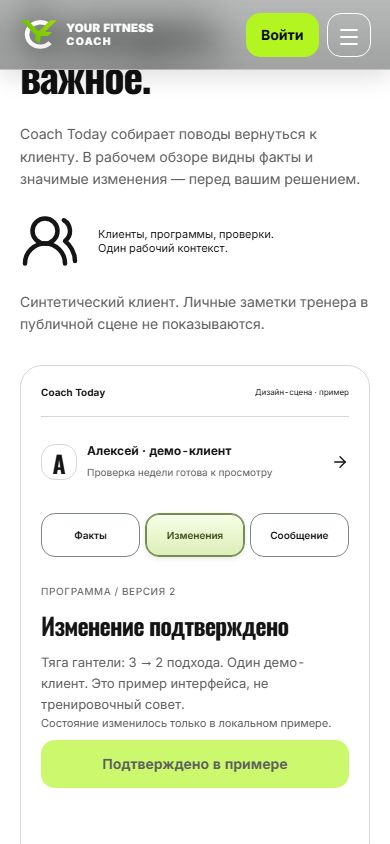 YOUR FITNESS
COACH
Войти
важное.
Coach Today собирает поводы вернуться к
клиенту. В рабочем обзоре видны факты и
значимые изменения — перед вашим решением.
Клиенты, программы, проверки.
Один рабочий контекст.
Синтетический клиент. Личные заметки тренера в
публичной сцене не показываются.
Coach Today
Дизайн-сцена · пример
А
Алексей · демо-клиент
Проверка недели готова к просмотру
Факты
Изменения
Сообщение
ПРОГРАММА / ВЕРСИЯ 2
Изменение подтверждено
Тяга гантели: 3 → 2 подхода. Один демо-
клиент. Это пример интерфейса, не
тренировочный совет.
Состояние изменилось только в локальном примере.
Подтверждено в примере